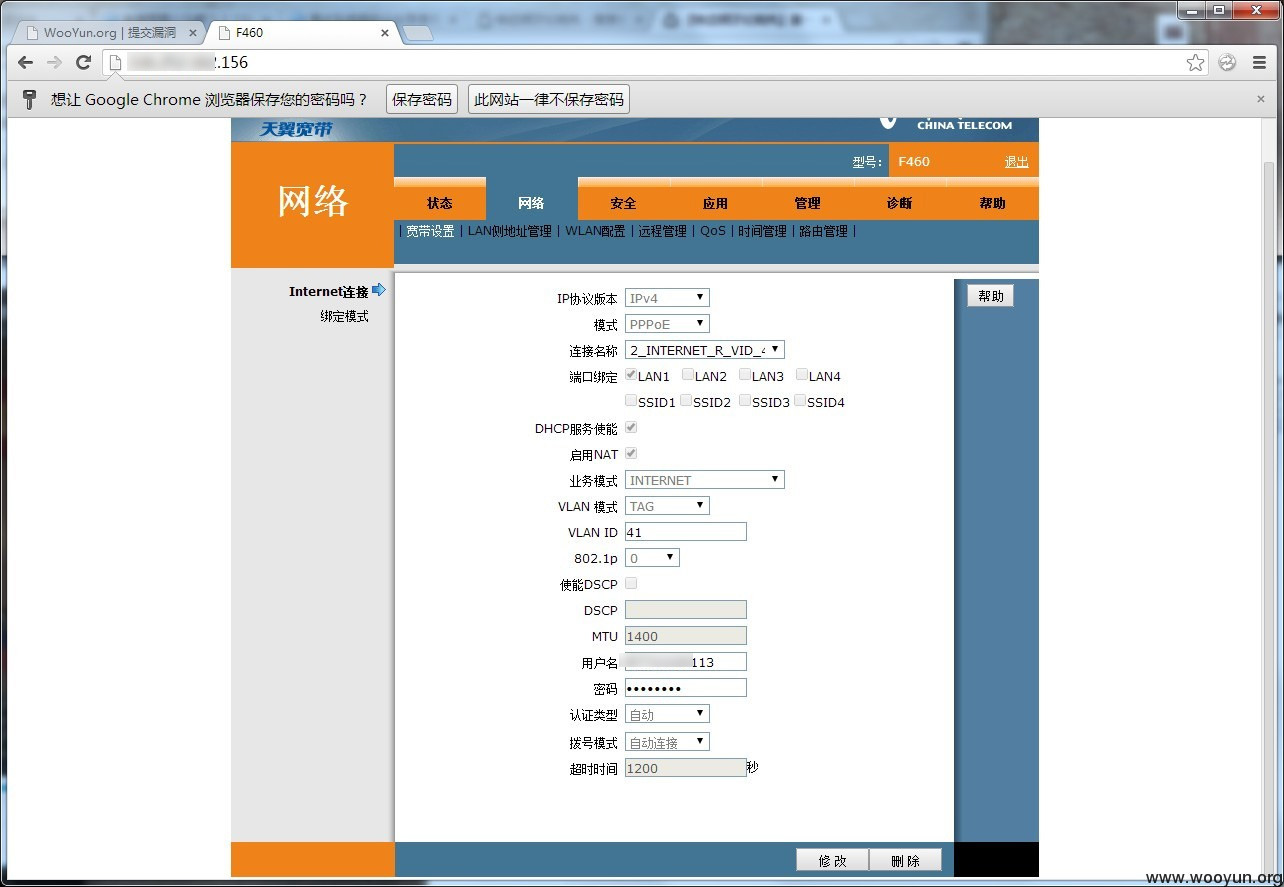 WooYun.org | 提交漏洞
F460
.156
想让 Google Chrome 浏览器保存您的密码吗？ 保存密码 此网站一律不保存密码
天翼宽带 CHINA TELECOM
型号: F460 退出
网络
状态 网络 安全 应用 管理 诊断 帮助
| 宽带设置 | LAN侧地址管理 | WLAN配置 | 远程管理 | QoS | 时间管理 | 路由管理 |
Internet连接
绑定模式
帮助
IP协议版本 IPv4
模式 PPPoE
连接名称 2_INTERNET_R_VID_4
端口绑定 LAN1 LAN2 LAN3 LAN4
SSID1 SSID2 SSID3 SSID4
DHCP服务使能
启用NAT
业务模式 INTERNET
VLAN 模式 TAG
VLAN ID 41
802.1p 0
使能DSCP
DSCP
MTU 1400
用户名 113
密码 ••••••••
认证类型 自动
拨号模式 自动连接
超时时间 1200 秒
修改 删除
www.wooyun.org